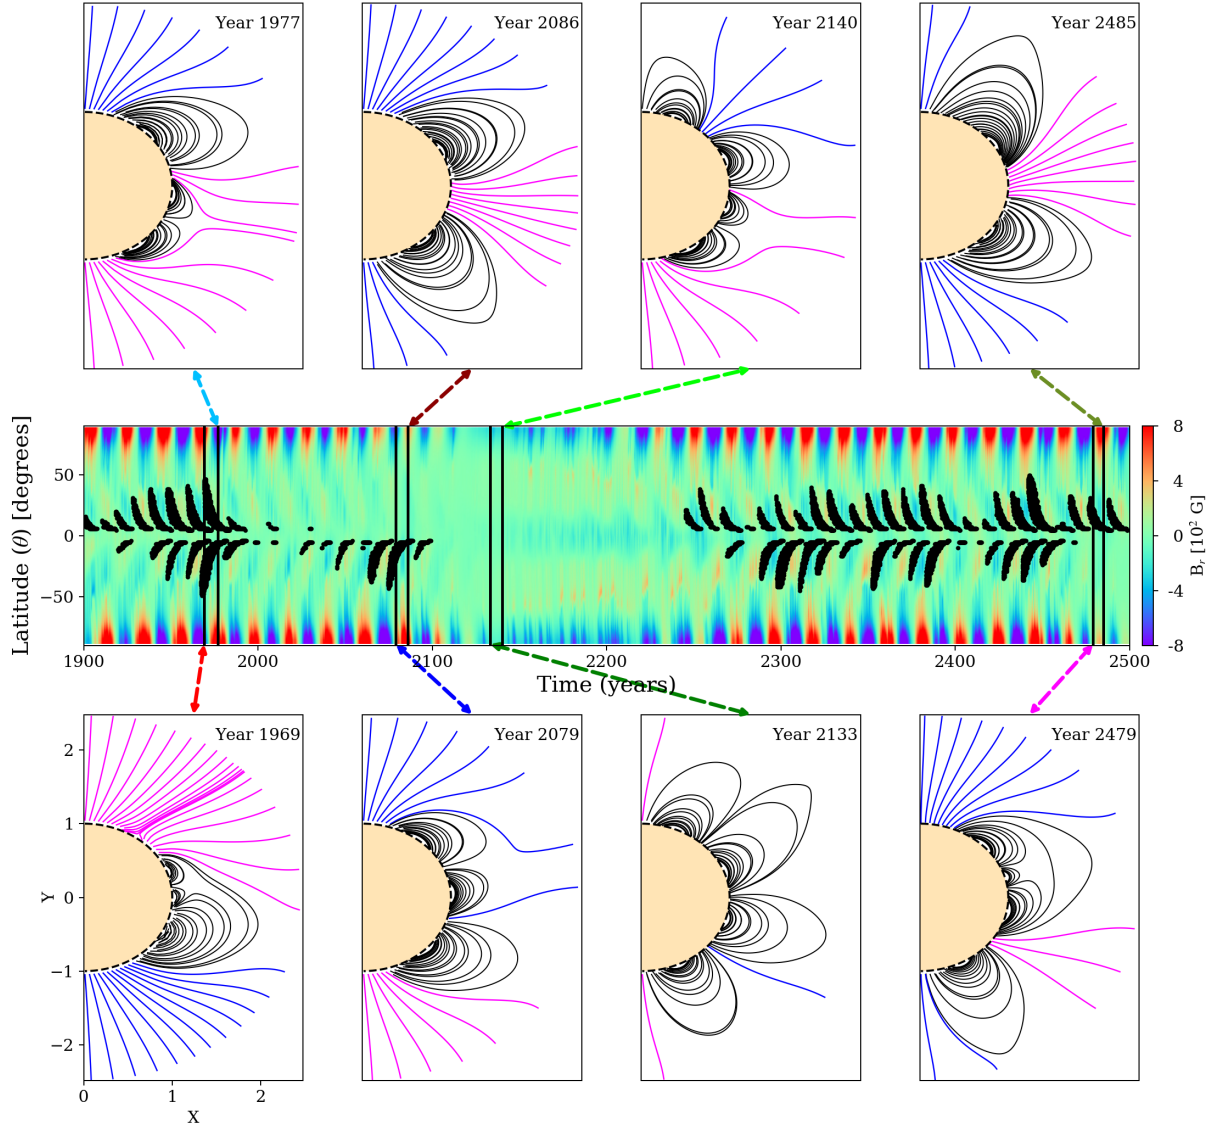 Year 1977
Year 2086
Year 2140
Year 2485
Latitude (θ) [degrees]
50
0
−50
1900
2000
2100
2200
2300
2400
2500
Time (years)
8
4
0
-4
-8
B_r [10² G]
Year 1969
Year 2079
Year 2133
Year 2479
2
1
0
−1
−2
Y
0
1
2
X